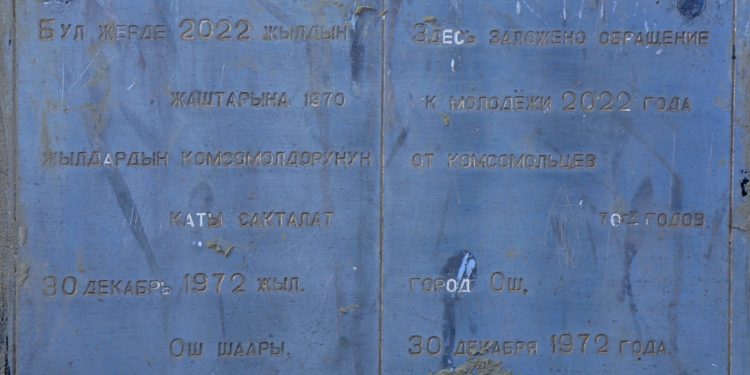 Бул жерде 2022 жылдын
жаштарына 1970
жылдардын комсомолдорунун
каты сакталат
30 декабрь 1972 жыл.
Ош шаары.
Здесь заложено обращение
к молодёжи 2022 года
от комсомольцев
70-х годов.
город Ош,
30 декабря 1972 года.